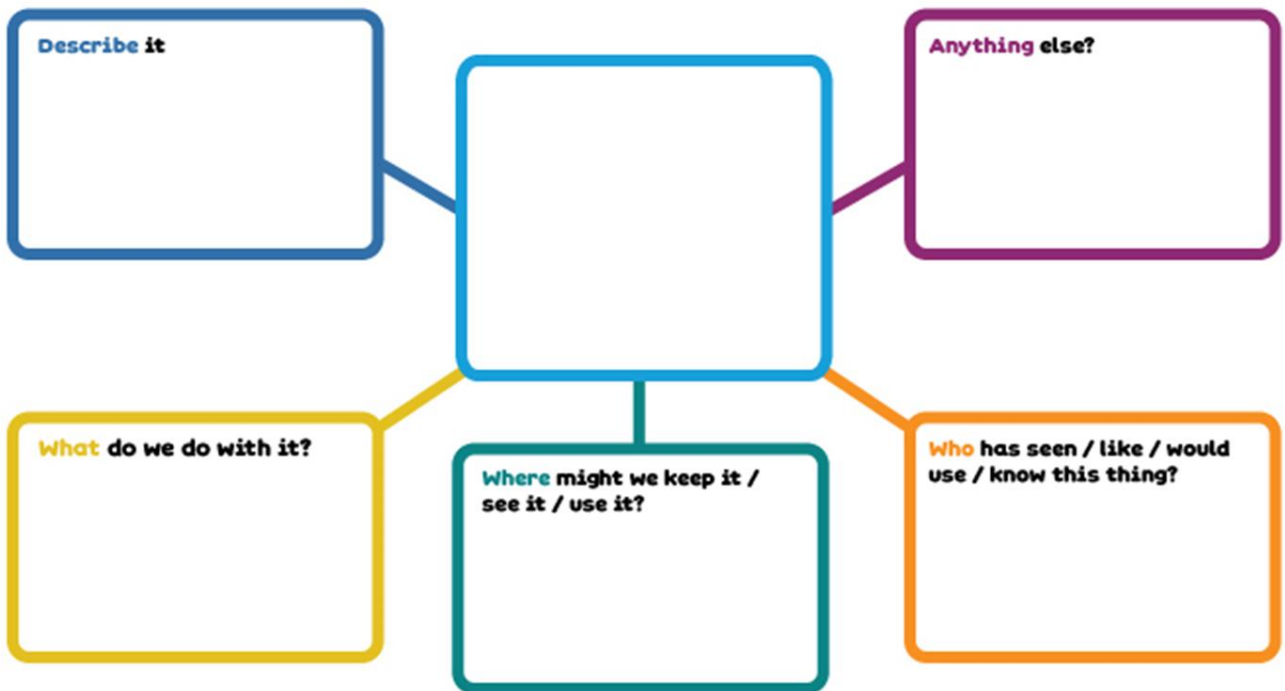 Describe it
Anything else?
What do we do with it?
Where might we keep it /
see it / use it?
Who has seen / like / would
use / know this thing?